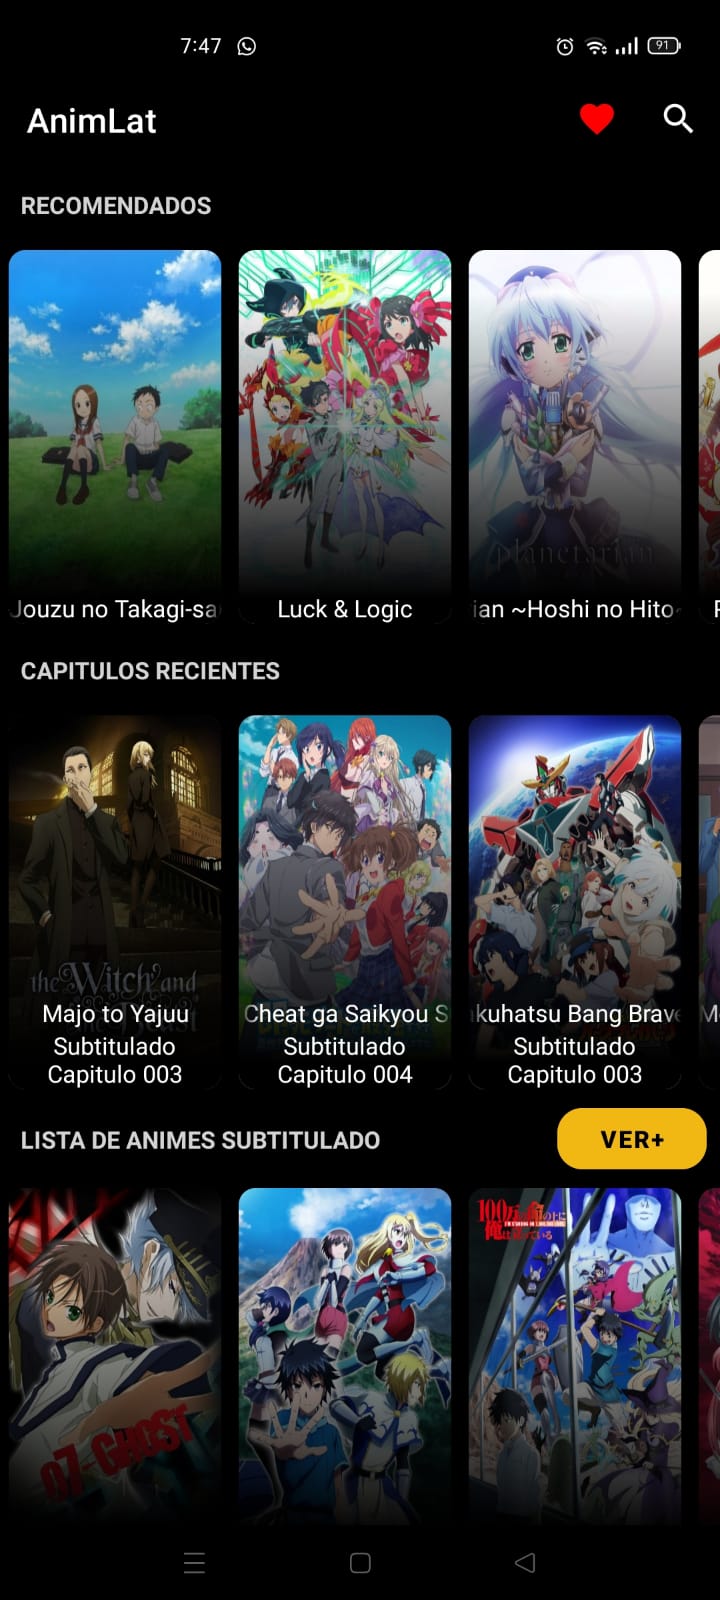 7:47
91
AnimLat
RECOMENDADOS
planetarian
Jouzu no Takagi-sa
Luck & Logic
ian ~Hoshi no Hito~
CAPITULOS RECIENTES
the Witch and
the Beast
Majo to Yajuu
Subtitulado
Capitulo 003
Cheat ga Saikyou S
Subtitulado
Capitulo 004
kuhatsu Bang Brave
Subtitulado
Capitulo 003
LISTA DE ANIMES SUBTITULADO
VER+
07-GHOST
100万の命の上に
俺は立っている